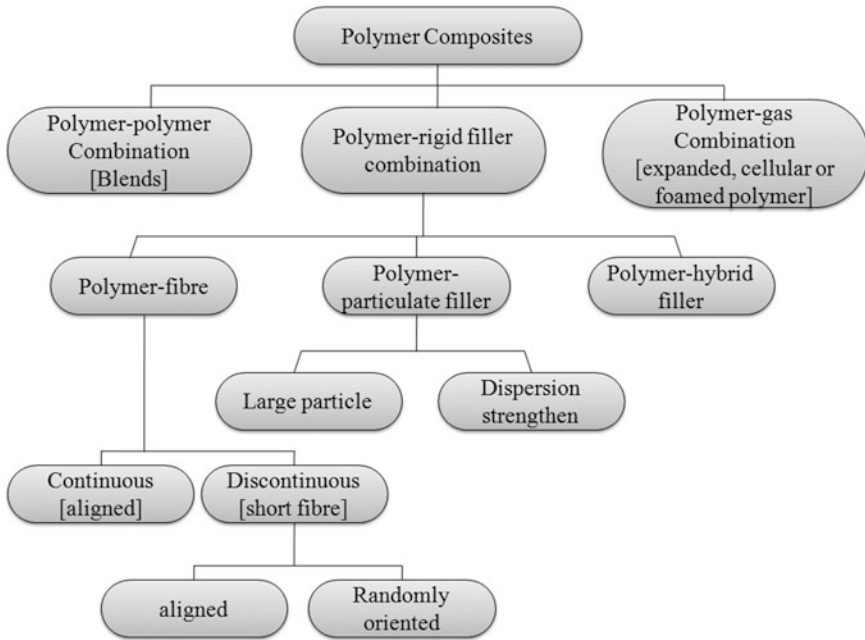 Polymer Composites
Polymer-polymer
Combination
[Blends]
Polymer-rigid filler
combination
Polymer-gas
Combination
[expanded, cellular or
foamed polymer]
Polymer-fibre
Polymer-
particulate filler
Polymer-hybrid
filler
Large particle
Dispersion
strengthen
Continuous
[aligned]
Discontinuous
[short fibre]
aligned
Randomly
oriented